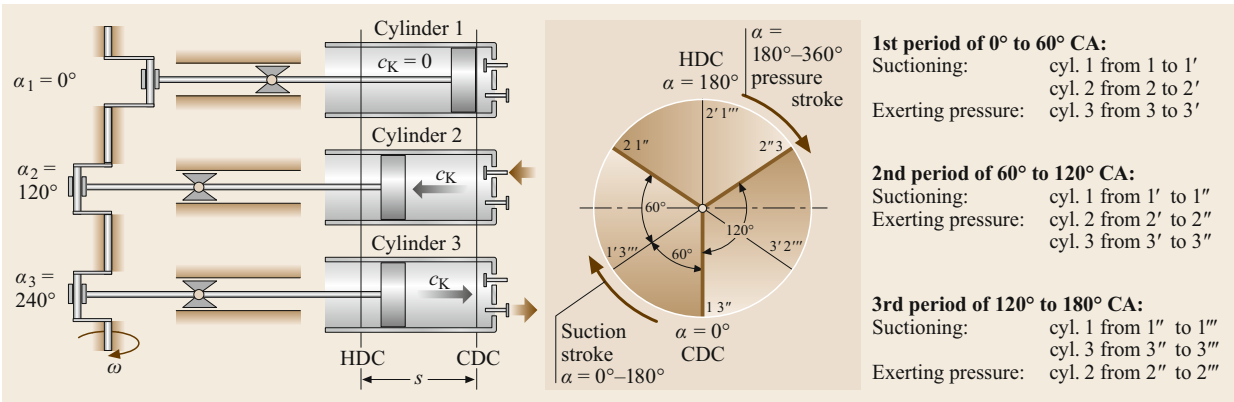 Cylinder 1
c_K = 0
α₁ = 0°
Cylinder 2
α₂ =
120°
c_K
Cylinder 3
α₃ =
240°
c_K
ω
HDC
CDC
s
α =
180°–360°
pressure
stroke
HDC
α = 180°
2′ 1‴
2 1″
2″ 3
60°
120°
60°
1′ 3‴
3′ 2‴
1 3″
α = 0°
CDC
Suction
stroke
α = 0°–180°
1st period of 0° to 60° CA:
Suctioning: cyl. 1 from 1 to 1′
cyl. 2 from 2 to 2′
Exerting pressure: cyl. 3 from 3 to 3′
2nd period of 60° to 120° CA:
Suctioning: cyl. 1 from 1′ to 1″
Exerting pressure: cyl. 2 from 2′ to 2″
cyl. 3 from 3′ to 3″
3rd period of 120° to 180° CA:
Suctioning: cyl. 1 from 1″ to 1‴
cyl. 3 from 3″ to 3‴
Exerting pressure: cyl. 2 from 2″ to 2‴